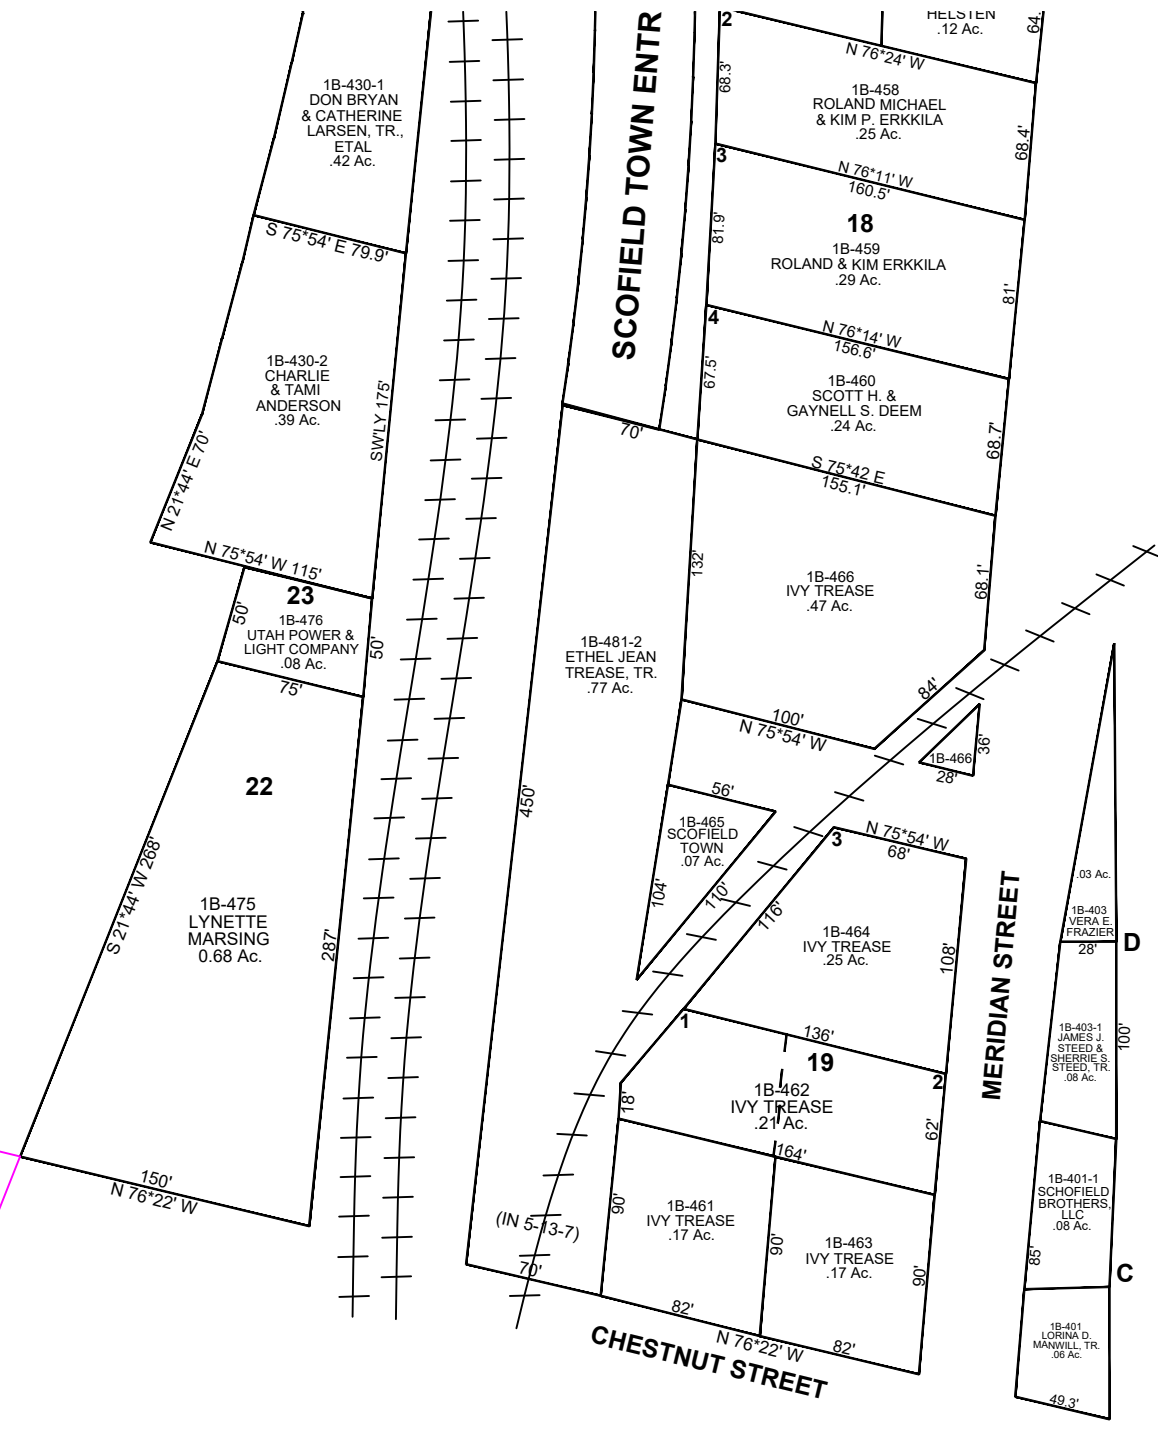 HELSTEN
.12 Ac.
64.
2
N 76*24' W
68.3'
1B-458
ROLAND MICHAEL
& KIM P. ERKKILA
.25 Ac.
68.4'
3
N 76*11' W
160.5'
18
81.9'
1B-459
ROLAND & KIM ERKKILA
.29 Ac.
81'
4
N 76*14' W
156.6'
67.5'
1B-460
SCOTT H. &
GAYNELL S. DEEM
.24 Ac.
68.7'
S 75*42 E
155.1'
SCOFIELD TOWN ENTR
1B-430-1
DON BRYAN
& CATHERINE
LARSEN, TR.,
ETAL
.42 Ac.
S 75*54' E 79.9'
1B-430-2
CHARLIE
& TAMI
ANDERSON
.39 Ac.
SW'LY 175'
N 21*44' E 70'
N 75*54' W 115'
23
50'
1B-476
UTAH POWER &
LIGHT COMPANY
.08 Ac.
50'
75'
22
1B-475
LYNETTE
MARSING
0.68 Ac.
S 21*44' W 268'
287'
150'
N 76*22' W
70'
132'
1B-481-2
ETHEL JEAN
TREASE, TR.
.77 Ac.
450'
1B-466
IVY TREASE
.47 Ac.
68.1'
84'
100'
N 75*54' W
1B-466
36'
28'
56'
1B-465
SCOFIELD
TOWN
.07 Ac.
104'
110'
116'
3
N 75*54' W
68'
1B-464
IVY TREASE
.25 Ac.
108'
1
136'
19
2
1B-462
IVY TREASE
.21 Ac.
18'
62'
164'
1B-461
IVY TREASE
.17 Ac.
90'
90'
1B-463
IVY TREASE
.17 Ac.
90'
(IN 5-13-7)
70'
82'
N 76*22' W
82'
CHESTNUT STREET
MERIDIAN STREET
.03 Ac.
1B-403
VERA E.
FRAZIER
D
28'
1B-403-1
JAMES J.
STEED &
SHERRIE S.
STEED, TR.
.08 Ac.
100'
1B-401-1
SCHOFIELD
BROTHERS,
LLC
.08 Ac.
85'
C
1B-401
LORINA D.
MANWILL, TR.
.06 Ac.
49.3'